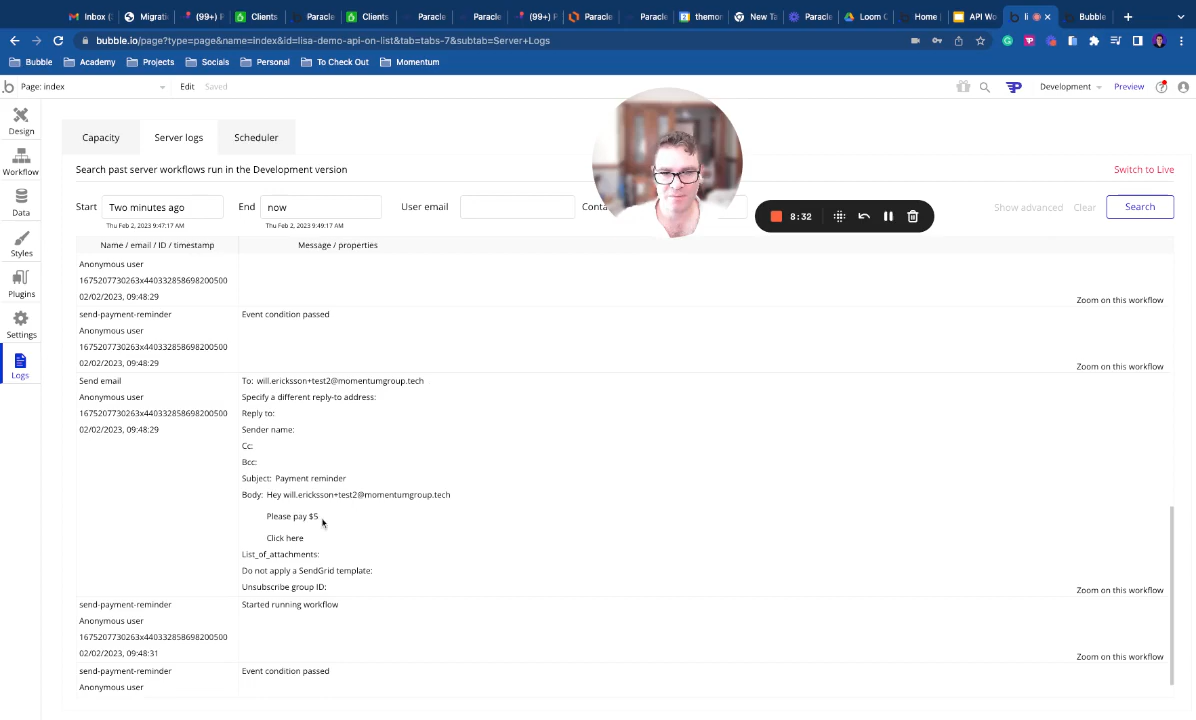 Inbox (
Migratic
(99+) P
Clients
Paracle
Clients
Paracle
Paracle
(99+) P
Paracle
Paracle
themor
New Ta
Paracle
Loom C
Home |
API Wo
li
Bubble
bubble.io/page?type=page&name=index&id=lisa-demo-api-on-list&tab=tabs-7&subtab=Server+Logs
Bubble
Academy
Projects
Socials
Personal
To Check Out
Momentum
Page: index
Edit
Saved
Development
Preview
Design
Workflow
Data
Styles
Plugins
Settings
Logs
Capacity
Server logs
Scheduler
Search past server workflows run in the Development version
Switch to Live
Start
Two minutes ago
End
now
User email
Conta
Show advanced
Clear
Search
Thu Feb 2, 2023 9:47:17 AM
Thu Feb 2, 2023 9:49:17 AM
8:32
Name / email / ID / timestamp
Message / properties
Anonymous user
1675207730263x440332858698200500
02/02/2023, 09:48:29
Zoom on this workflow
send-payment-reminder
Event condition passed
Anonymous user
1675207730263x440332858698200500
02/02/2023, 09:48:29
Zoom on this workflow
Send email
Anonymous user
1675207730263x440332858698200500
02/02/2023, 09:48:29
To: will.ericksson+test2@momentumgroup.tech
Specify a different reply-to address:
Reply to:
Sender name:
Cc:
Bcc:
Subject: Payment reminder
Body: Hey will.ericksson+test2@momentumgroup.tech
Please pay $5
Click here
List_of_attachments:
Do not apply a SendGrid template:
Unsubscribe group ID:
Zoom on this workflow
send-payment-reminder
Started running workflow
Anonymous user
1675207730263x440332858698200500
02/02/2023, 09:48:31
Zoom on this workflow
send-payment-reminder
Event condition passed
Anonymous user